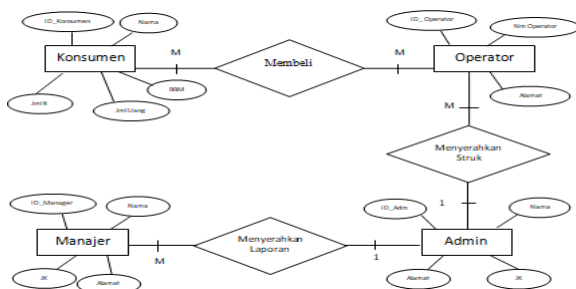 ID_Konsumen
Nama
ID_Operator
Nm Operator
Konsumen
M
Membeli
M
Operator
BBM
JmlUang
Alamat
M
Menyerahkan
Struk
ID_Manager
Nama
ID_Adm
1
Nama
Manajer
M
Menyerahkan
Laporan
1
Admin
JK
Alamat
Alamat
JK